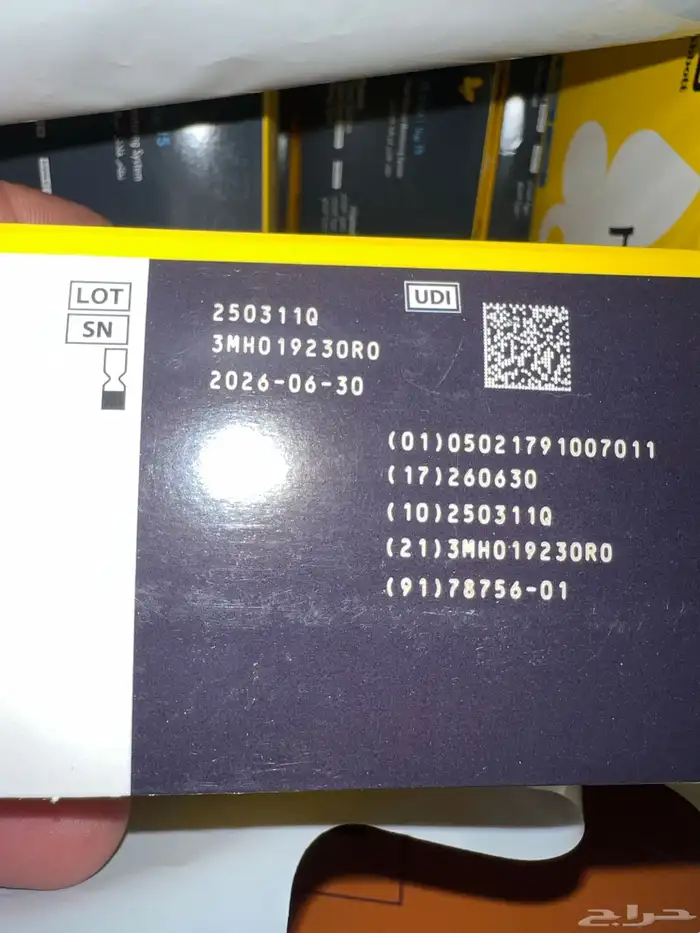 LOT
250311Q
SN
3MH019230R0
2026-06-30
UDI
(01)05021791007011
(17)260630
(10)250311Q
(21)3MH019230R0
(91)78756-01
System
حراج